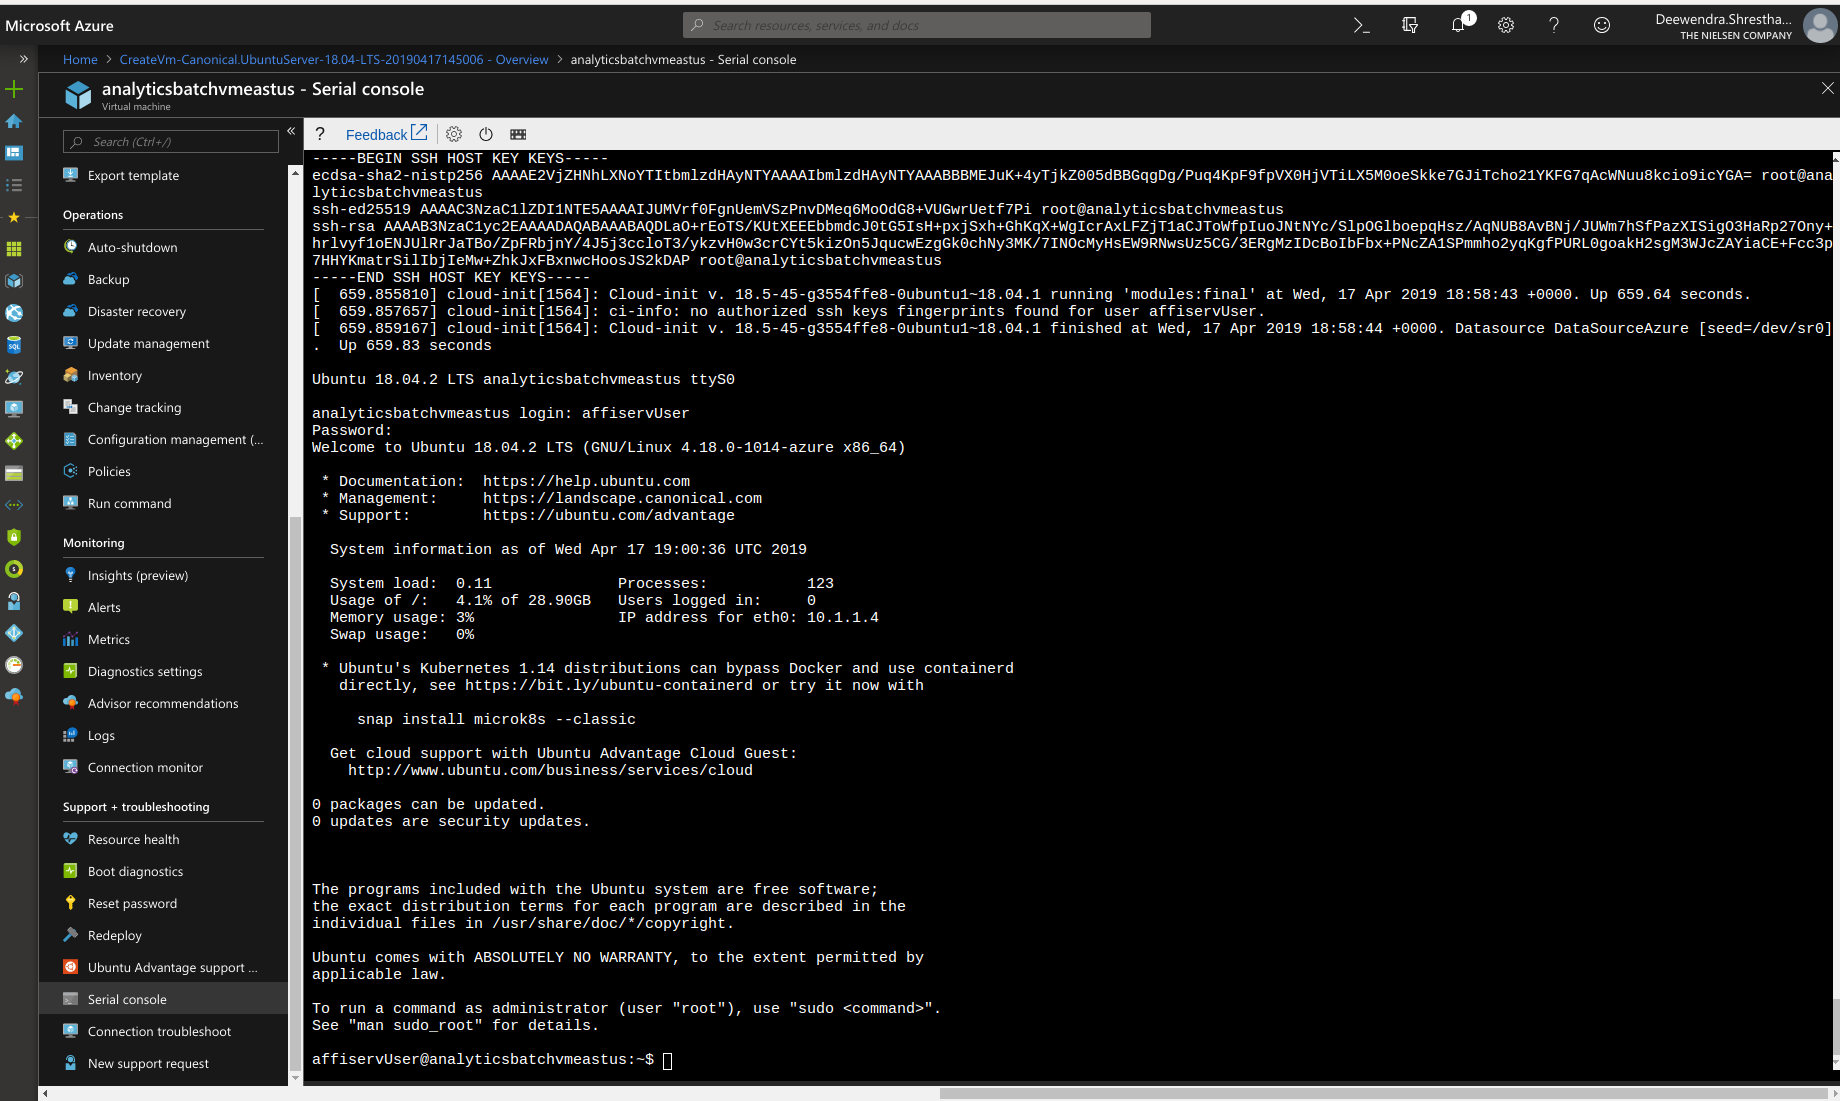 Microsoft Azure
Search resources, services, and docs
1
Deewendra.Shrestha...
THE NIELSEN COMPANY
Home > CreateVm-Canonical.UbuntuServer-18.04-LTS-20190417145006 - Overview > analyticsbatchvmeastus - Serial console
analyticsbatchvmeastus - Serial console
Virtual machine
Search (Ctrl+/)
Export template
Operations
Auto-shutdown
Backup
Disaster recovery
Update management
Inventory
Change tracking
Configuration management (...
Policies
Run command
Monitoring
Insights (preview)
Alerts
Metrics
Diagnostics settings
Advisor recommendations
Logs
Connection monitor
Support + troubleshooting
Resource health
Boot diagnostics
Reset password
Redeploy
Ubuntu Advantage support ...
Serial console
Connection troubleshoot
New support request
? Feedback
-----BEGIN SSH HOST KEY KEYS-----
ecdsa-sha2-nistp256 AAAAE2VjZHNhLXNoYTItbmlzdHAyNTYAAAAIbmlzdHAyNTYAAABBBMEJuK+4yTjkZ005dBBGqgDg/Puq4KpF9fpVX0HjVTiLX5M0oeSkke7GJiTcho21YKFG7qAcWNuu8kcio9icYGA= root@ana
lyticsbatchvmeastus
ssh-ed25519 AAAAC3NzaC1lZDI1NTE5AAAAIJUMVrf0FgnUemVSzPnvDMeq6MoOdG8+VUGwrUetf7Pi root@analyticsbatchvmeastus
ssh-rsa AAAAB3NzaC1yc2EAAAADAQABAAABAQDLaO+rEoTS/KUtXEEEbbmdcJ0tG5IsH+pxjSxh+GhKqX+WgIcrAxLFZjT1aCJToWfpIuoJNtNYc/SlpOGlboepqHsz/AqNUB8AvBNj/JUWm7hSfPazXISigO3HaRp27Ony+
hrlvyf1oENJUlRrJaTBo/ZpFRbjnY/4J5j3ccloT3/ykzvH0w3crCYt5kizOn5JqucwEzgGk0chNy3MK/7INOcMyHsEW9RNwsUz5CG/3ERgMzIDcBoIbFbx+PNcZA1SPmmho2yqKgfPURL0goakH2sgM3WJcZAYiaCE+Fcc3p
7HHYKmatrSilIbjIeMw+ZhkJxFBxnwcHoosJS2kDAP root@analyticsbatchvmeastus
-----END SSH HOST KEY KEYS-----
[  659.855810] cloud-init[1564]: Cloud-init v. 18.5-45-g3554ffe8-0ubuntu1~18.04.1 running 'modules:final' at Wed, 17 Apr 2019 18:58:43 +0000. Up 659.64 seconds.
[  659.857657] cloud-init[1564]: ci-info: no authorized ssh keys fingerprints found for user affiservUser.
[  659.859167] cloud-init[1564]: Cloud-init v. 18.5-45-g3554ffe8-0ubuntu1~18.04.1 finished at Wed, 17 Apr 2019 18:58:44 +0000. Datasource DataSourceAzure [seed=/dev/sr0]
.  Up 659.83 seconds
Ubuntu 18.04.2 LTS analyticsbatchvmeastus ttyS0
analyticsbatchvmeastus login: affiservUser
Password:
Welcome to Ubuntu 18.04.2 LTS (GNU/Linux 4.18.0-1014-azure x86_64)
* Documentation:  https://help.ubuntu.com
* Management:     https://landscape.canonical.com
* Support:        https://ubuntu.com/advantage
System information as of Wed Apr 17 19:00:36 UTC 2019
System load:  0.11              Processes:           123
Usage of /:   4.1% of 28.90GB   Users logged in:     0
Memory usage: 3%                IP address for eth0: 10.1.1.4
Swap usage:   0%
* Ubuntu's Kubernetes 1.14 distributions can bypass Docker and use containerd
directly, see https://bit.ly/ubuntu-containerd or try it now with
snap install microk8s --classic
Get cloud support with Ubuntu Advantage Cloud Guest:
http://www.ubuntu.com/business/services/cloud
0 packages can be updated.
0 updates are security updates.
The programs included with the Ubuntu system are free software;
the exact distribution terms for each program are described in the
individual files in /usr/share/doc/*/copyright.
Ubuntu comes with ABSOLUTELY NO WARRANTY, to the extent permitted by
applicable law.
To run a command as administrator (user "root"), use "sudo <command>".
See "man sudo_root" for details.
affiservUser@analyticsbatchvmeastus:~$